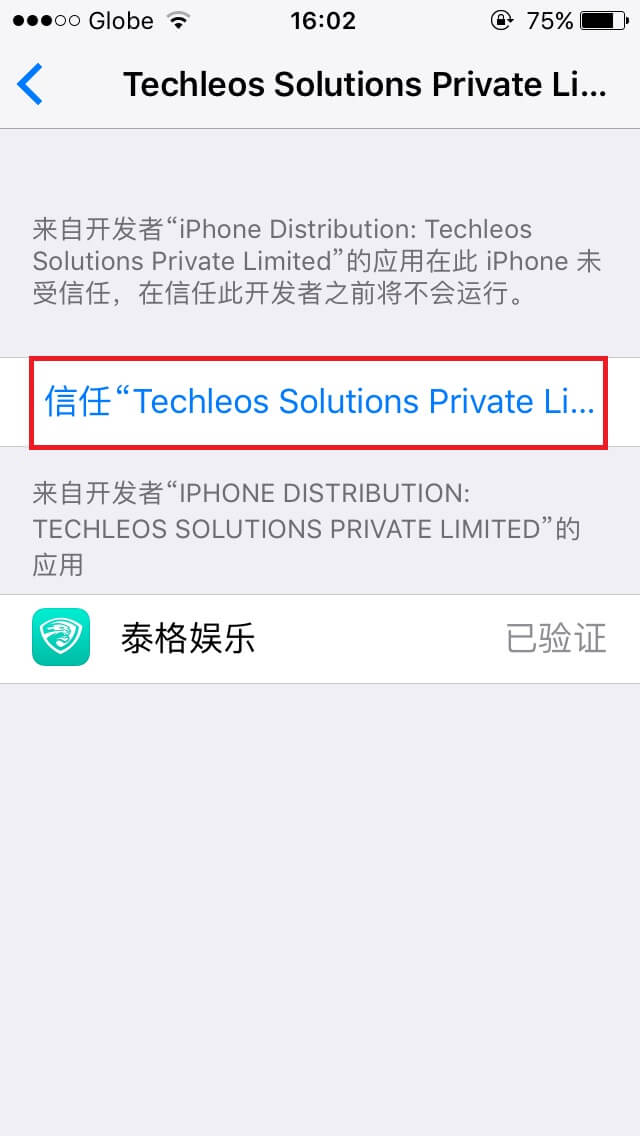 Globe 16:02 75%
Techleos Solutions Private Li...
来自开发者“iPhone Distribution: Techleos
Solutions Private Limited”的应用在此 iPhone 未
受信任，在信任此开发者之前将不会运行。
信任“Techleos Solutions Private Li...
来自开发者“IPHONE DISTRIBUTION:
TECHLEOS SOLUTIONS PRIVATE LIMITED”的
应用
泰格娱乐 已验证